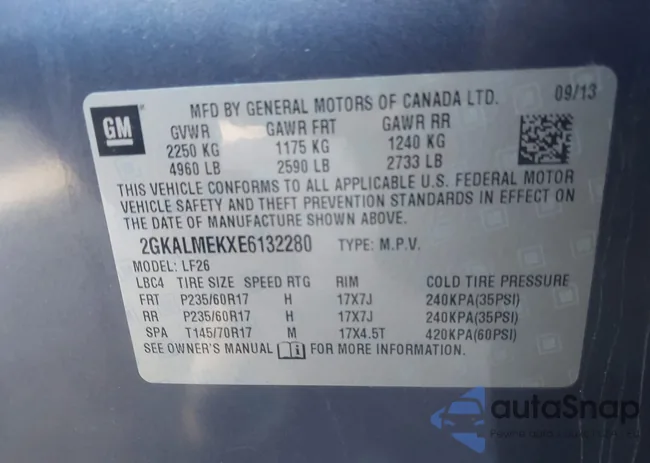 GM
MFD BY GENERAL MOTORS OF CANADA LTD. 09/13
GVWR GAWR FRT GAWR RR
2250 KG 1175 KG 1240 KG
4960 LB 2590 LB 2733 LB
THIS VEHICLE CONFORMS TO ALL APPLICABLE U.S. FEDERAL MOTOR
VEHICLE SAFETY AND THEFT PREVENTION STANDARDS IN EFFECT ON
THE DATE OF MANUFACTURE SHOWN ABOVE.
2GKALMEKXE6132280 TYPE: M.P.V.
MODEL: LF26
LBC4 TIRE SIZE SPEED RTG RIM COLD TIRE PRESSURE
FRT P235/60R17 H 17X7J 240KPA(35PSI)
RR P235/60R17 H 17X7J 240KPA(35PSI)
SPA T145/70R17 M 17X4.5T 420KPA(60PSI)
SEE OWNER'S MANUAL FOR MORE INFORMATION.
autaSnap